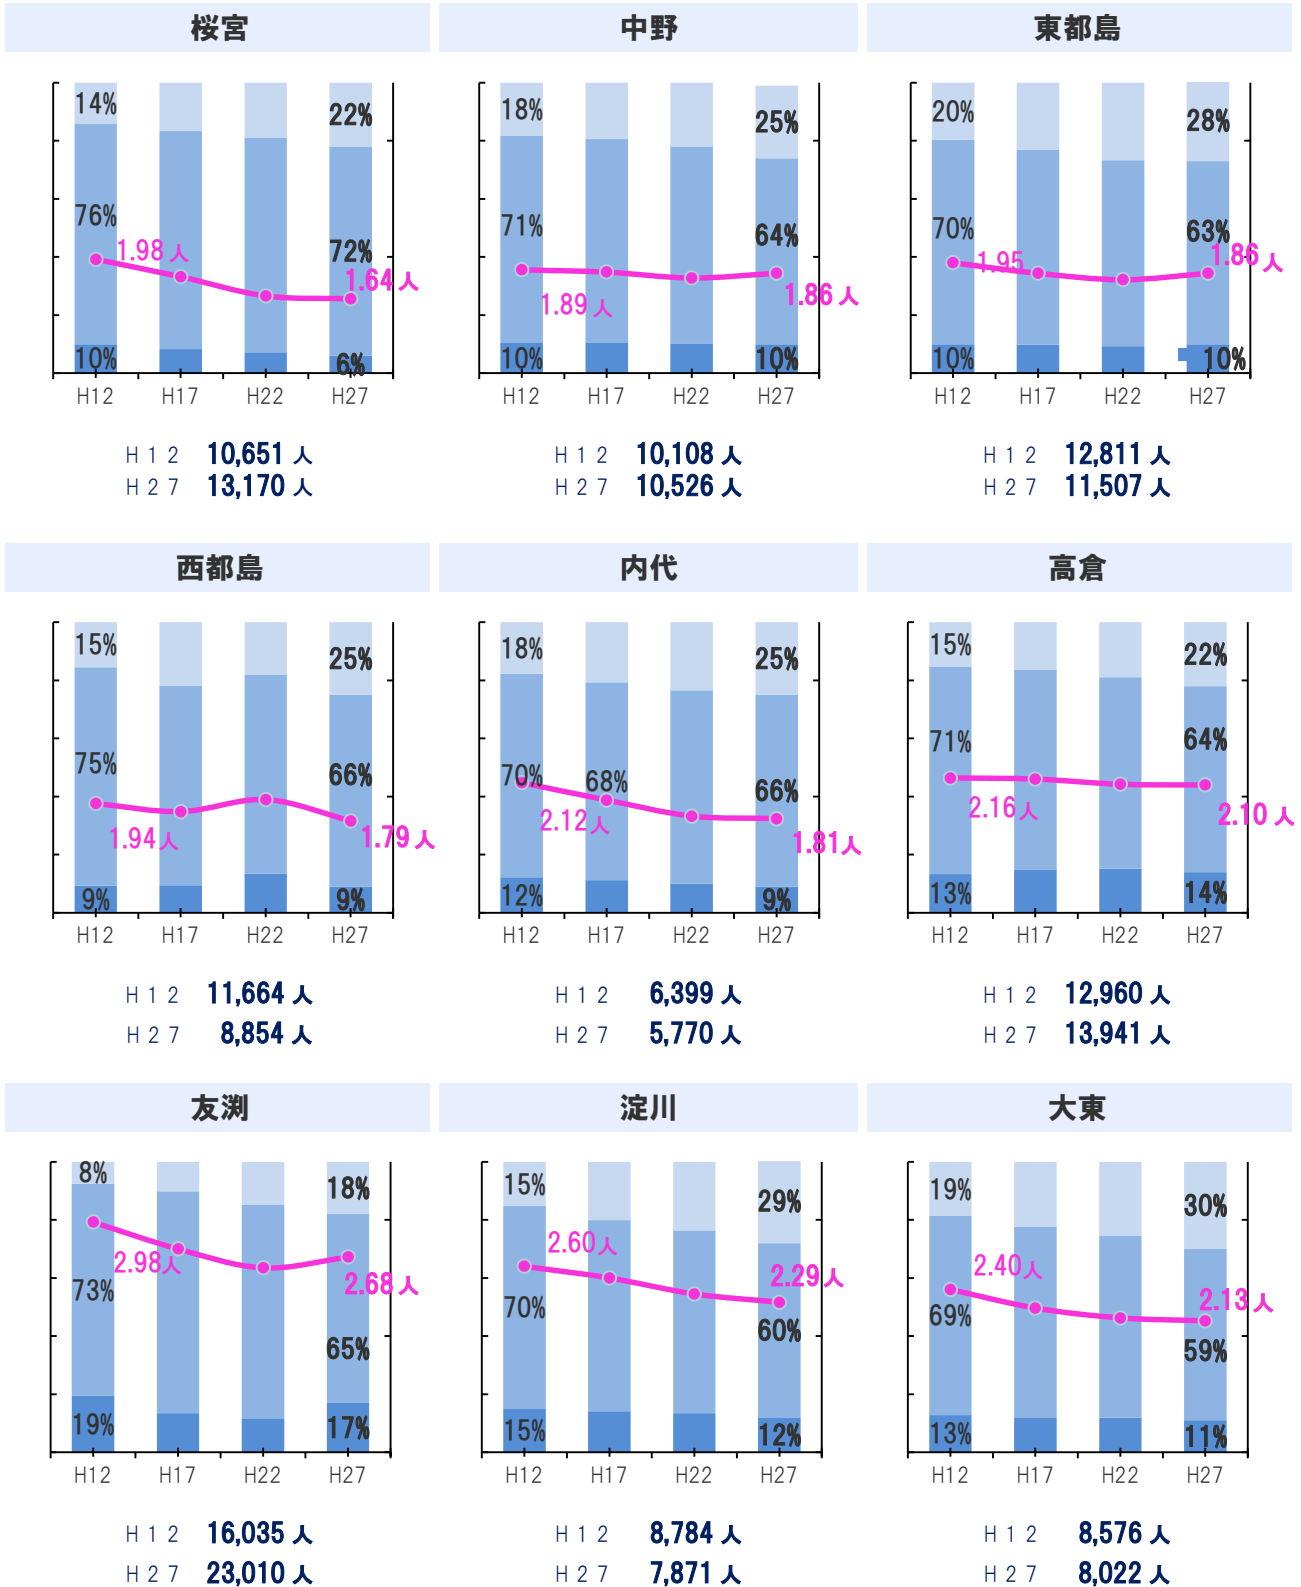 桜宮
14%
22%
76%
1.98 人
72%
1.64 人
10%
6%
H12 H17 H22 H27
Ｈ１２ 10,651 人
Ｈ２７ 13,170 人
中野
18%
25%
71%
64%
1.89 人
1.86 人
10%
10%
H12 H17 H22 H27
Ｈ１２ 10,108 人
Ｈ２７ 10,526 人
東都島
20%
28%
70%
63%
1.95
1.86 人
10%
10%
H12 H17 H22 H27
Ｈ１２ 12,811 人
Ｈ２７ 11,507 人
西都島
15%
25%
75%
66%
1.94 人
1.79 人
9%
9%
H12 H17 H22 H27
Ｈ１２ 11,664 人
Ｈ２７ 8,854 人
内代
18%
25%
70%
68%
66%
2.12 人
1.81 人
12%
9%
H12 H17 H22 H27
Ｈ１２ 6,399 人
Ｈ２７ 5,770 人
高倉
15%
22%
71%
64%
2.16 人
2.10 人
13%
14%
H12 H17 H22 H27
Ｈ１２ 12,960 人
Ｈ２７ 13,941 人
友渕
8%
18%
2.98 人
73%
2.68 人
65%
19%
17%
H12 H17 H22 H27
Ｈ１２ 16,035 人
Ｈ２７ 23,010 人
淀川
15%
29%
2.60 人
2.29 人
70%
60%
15%
12%
H12 H17 H22 H27
Ｈ１２ 8,784 人
Ｈ２７ 7,871 人
大東
19%
30%
2.40 人
2.13 人
69%
59%
13%
11%
H12 H17 H22 H27
Ｈ１２ 8,576 人
Ｈ２７ 8,022 人